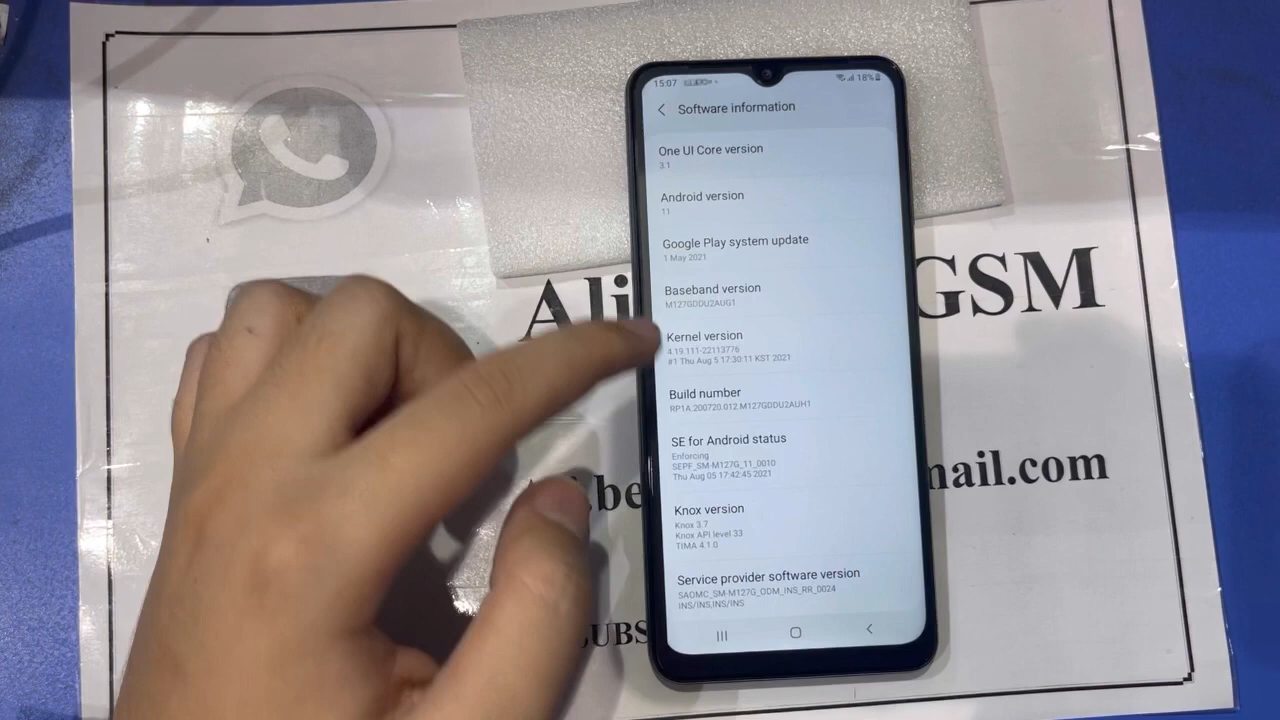 15:07
18%
Software information
One UI Core version
3.1
Android version
11
Google Play system update
1 May 2021
Baseband version
M127GDDU2AUG1
Kernel version
4.19.111-22113776
#1 Thu Aug 5 17:30:11 KST 2021
Build number
RP1A.200720.012.M127GDDU2AUH1
SE for Android status
Enforcing
SEPF_SM-M127G_11_0010
Thu Aug 05 17:42:45 2021
Knox version
Knox 3.7
Knox API level 33
TIMA 4.1.0
Service provider software version
SAOMC_SM-M127G_ODM_INS_RR_0024
INS/INS,INS/INS
Ali GSM
.be mail.com
SUBS